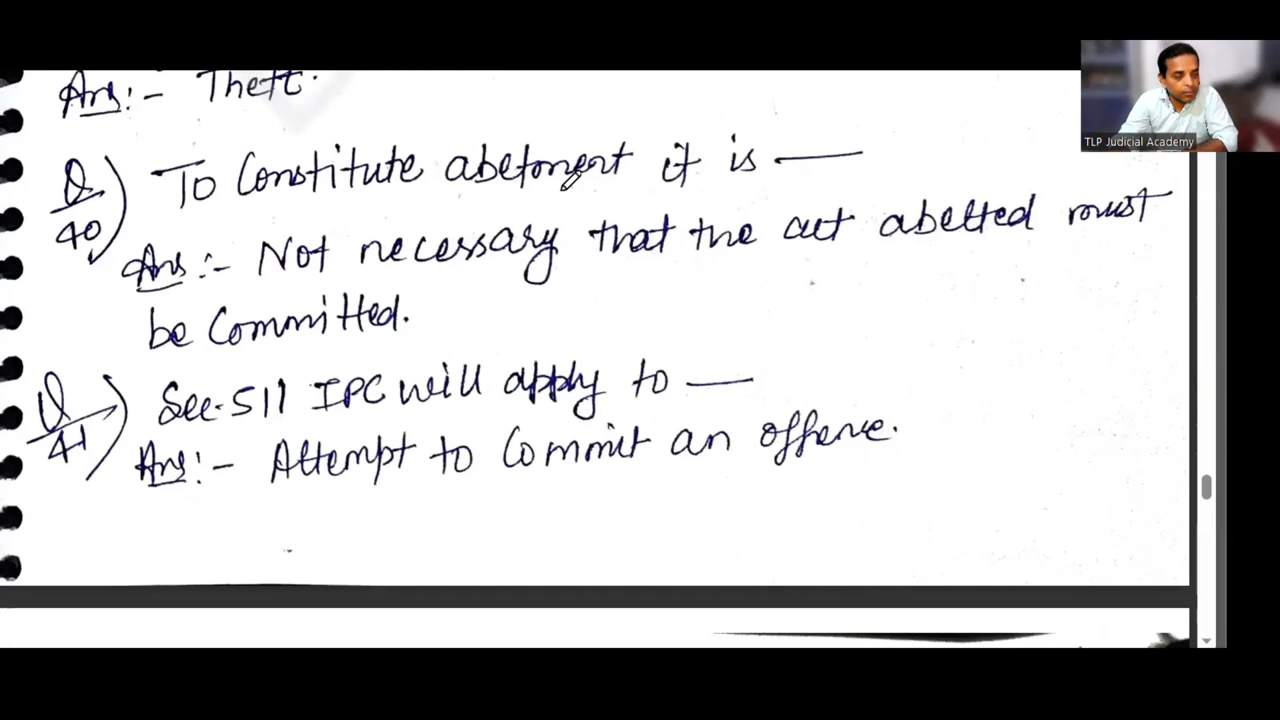 Ans:- Theft.
TLP Judicial Academy
Q/40) To Constitute abetment it is —
Ans:- Not necessary that the act abetted must
be Committed.
Q/41) Sec. 511 IPC will apply to —
Ans:- Attempt to Commit an offence.